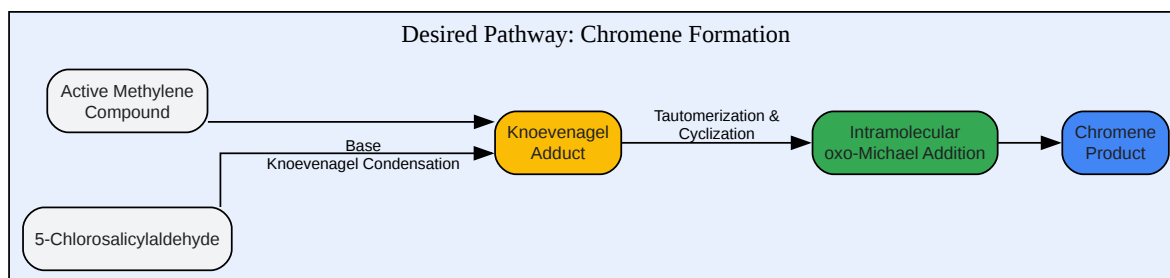 Desired Pathway: Chromene Formation
Active Methylene
Compound
Base
Knoevenagel Condensation
5-Chlorosalicylaldehyde
Knoevenagel
Adduct
Tautomerization &
Cyclization
Intramolecular
oxo-Michael Addition
Chromene
Product